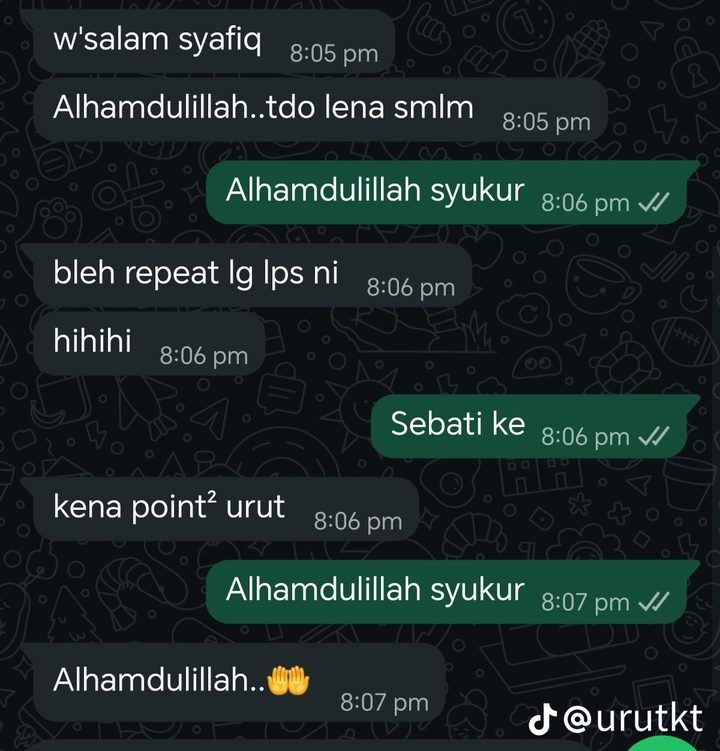 w'salam syafiq 8:05 pm
Alhamdulillah..tdo lena smlm 8:05 pm
Alhamdulillah syukur 8:06 pm
bleh repeat lg lps ni 8:06 pm
hihihi 8:06 pm
Sebati ke 8:06 pm
kena point² urut 8:06 pm
Alhamdulillah syukur 8:07 pm
Alhamdulillah..🤲 8:07 pm
@urutkt